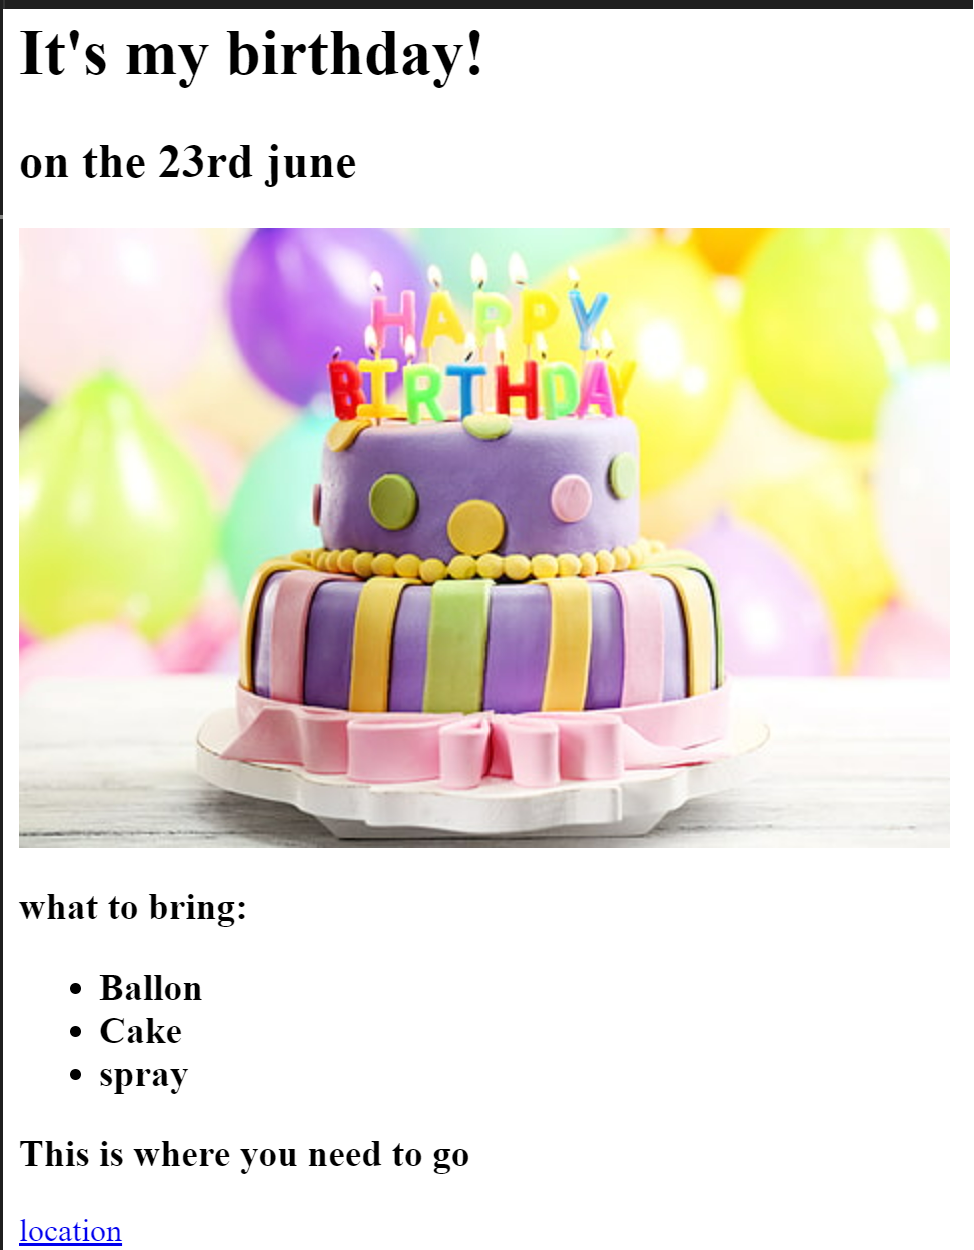 It's my birthday!
on the 23rd june
HAPPY
BIRTHDAY
what to bring:
Ballon
Cake
spray
This is where you need to go
location